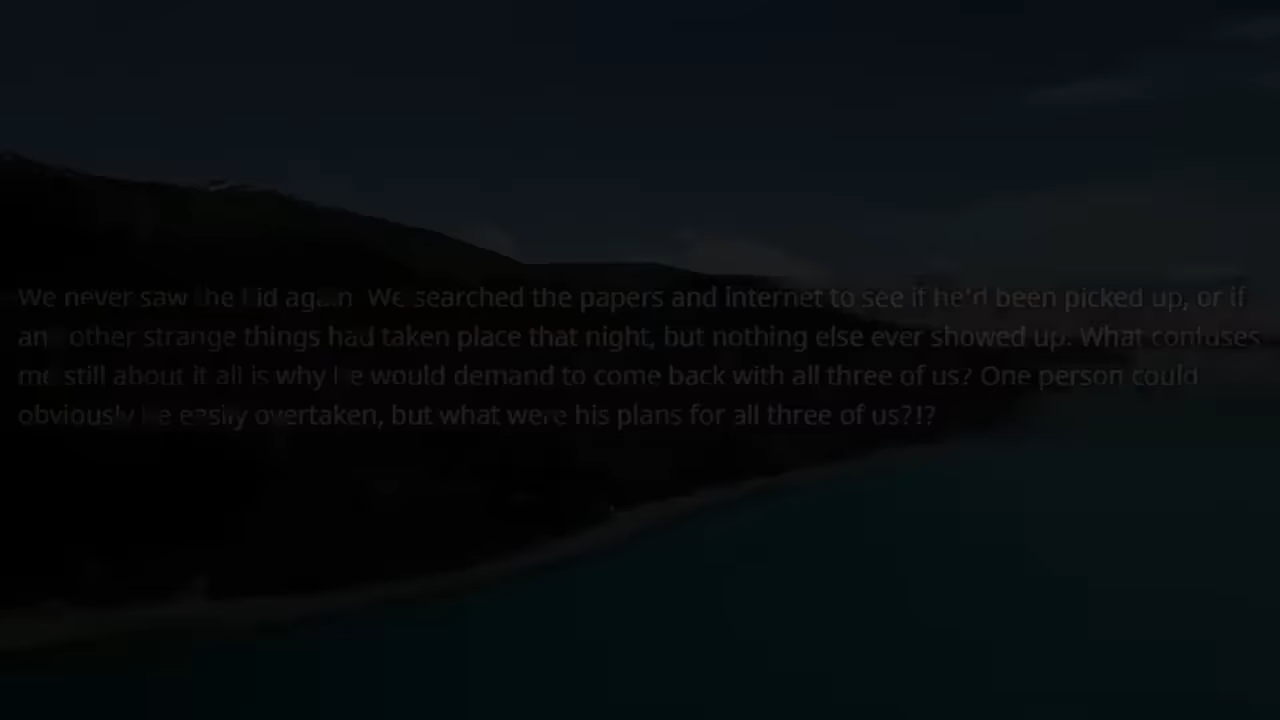 We never saw the kid again. We searched the papers and internet to see if he'd been picked up, or if
any other strange things had taken place that night, but nothing else ever showed up. What confuses
me still about it all is why he would demand to come back with all three of us? One person could
obviously be easily overtaken, but what were his plans for all three of us?!?